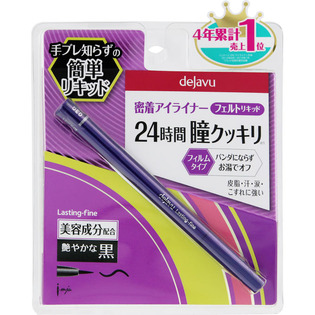 4年累計
売上1位
手ブレ知らずの
簡単
リキッド
dejavu
密着アイライナー フェルトリキッド
24時間 瞳クッキリ
フィルム
タイプ
パンダにならず
お湯でオフ
皮脂・汗・涙・
こすれに強い
Lasting-fine
美容成分配合
艶やかな黒
Lasting-fine
imju